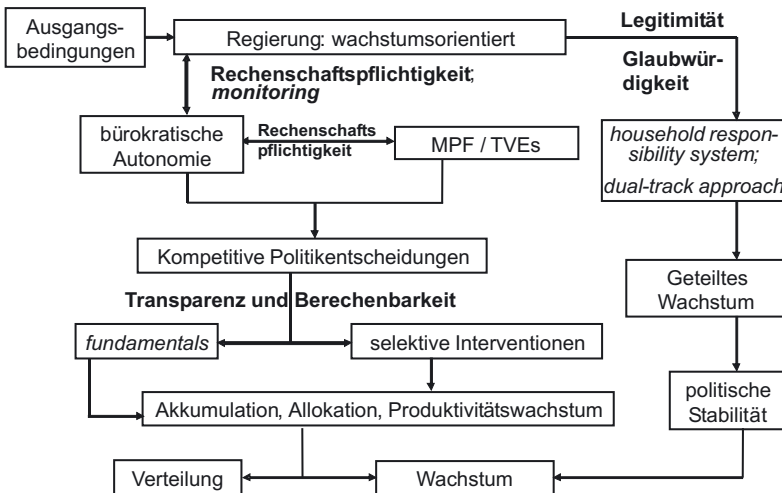 Ausgangs-
bedingungen
Regierung: wachstumsorientiert
Legitimität
Glaubwür-
digkeit
Rechenschaftspflichtigkeit;
monitoring
bürokratische
Autonomie
Rechenschafts
pflichtigkeit
MPF / TVEs
household respon-
sibility system;
dual-track approach
Kompetitive Politikentscheidungen
Geteiltes
Wachstum
Transparenz und Berechenbarkeit
fundamentals
selektive Interventionen
politische
Stabilität
Akkumulation, Allokation, Produktivitätswachstum
Verteilung
Wachstum